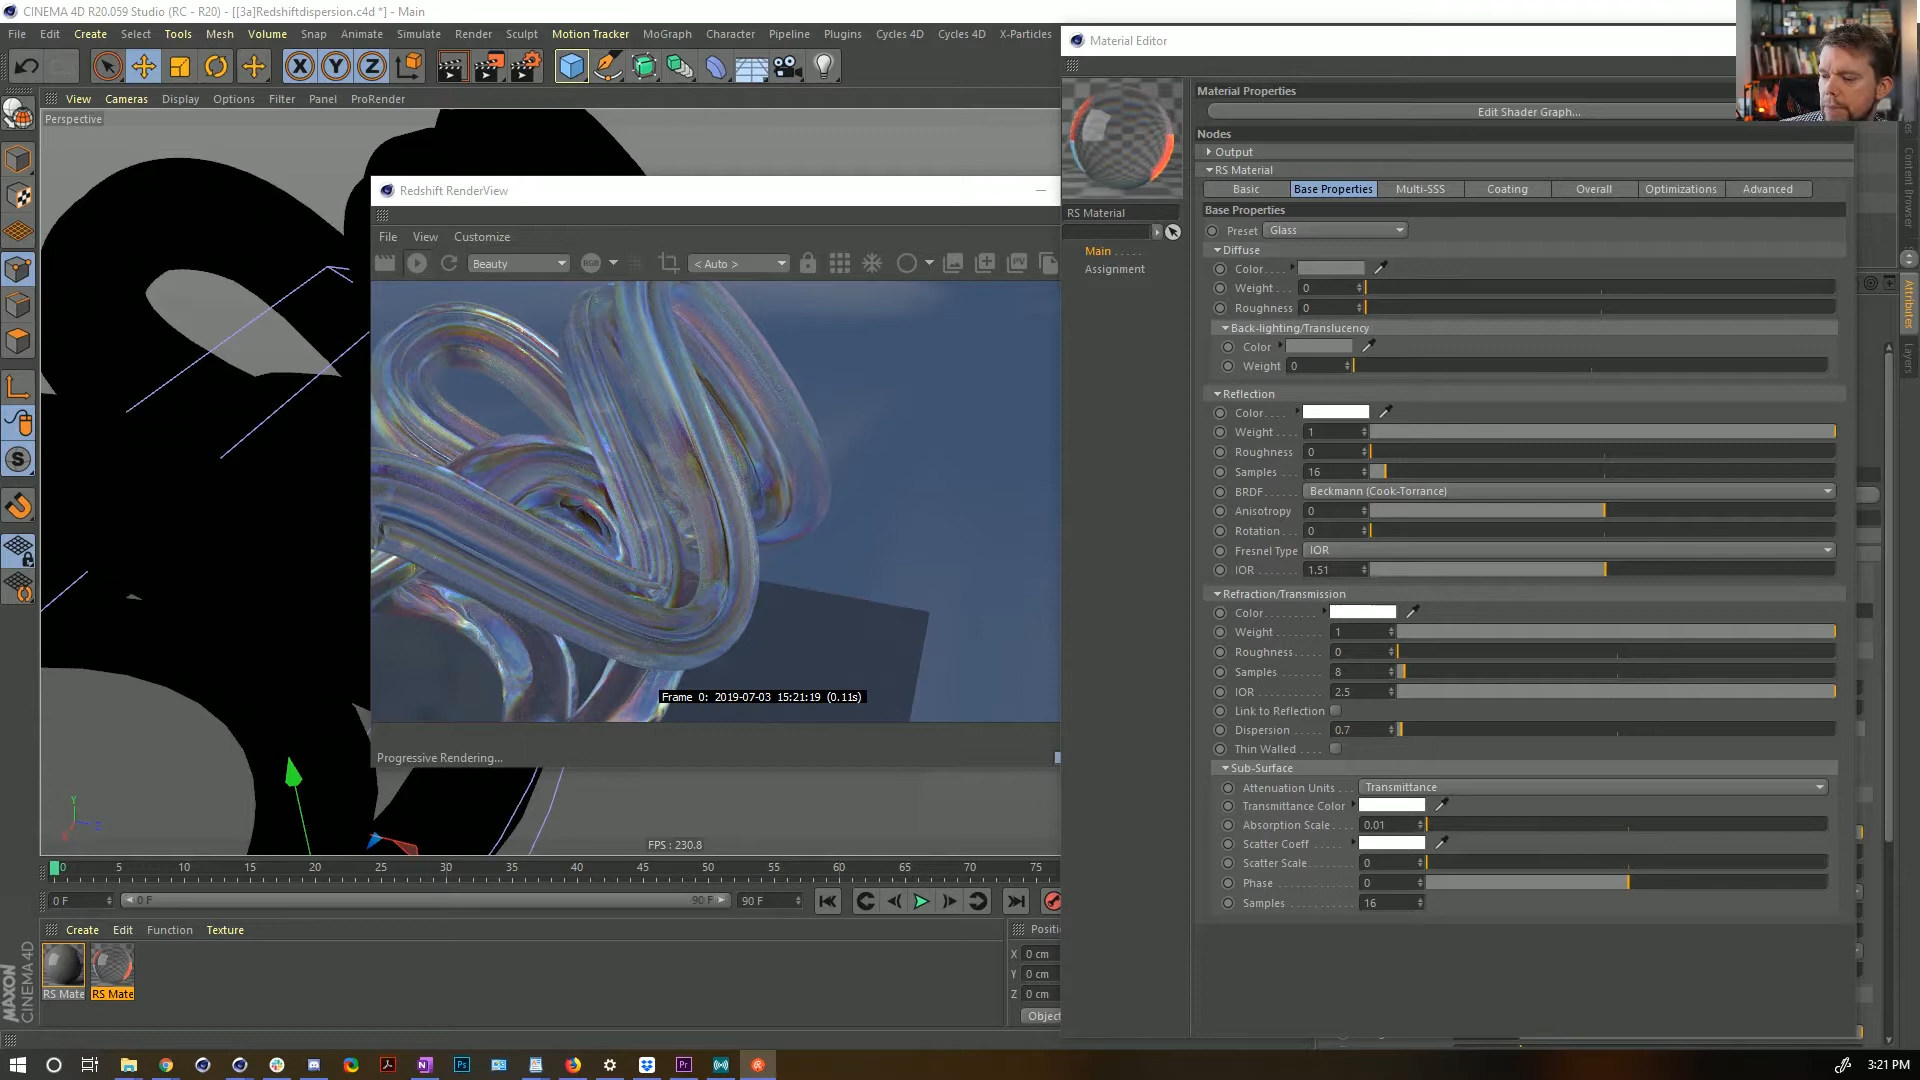 CINEMA 4D R20.059 Studio (RC - R20) - [[3a]Redshiftdispersion.c4d *] - Main
File Edit Create Select Tools Mesh Volume Snap Animate Simulate Render Sculpt Motion Tracker MoGraph Character Pipeline Plugins Cycles 4D Cycles 4D X-Particles
Material Editor
View Cameras Display Options Filter Panel ProRender
Perspective
Redshift RenderView
File View Customize
Beauty
RGB
< Auto >
PV
Frame 0: 2019-07-03 15:21:19 (0.11s)
Progressive Rendering...
FPS : 230.8
RS Material
Main . . . . .
Assignment
Material Properties
Edit Shader Graph...
Nodes
Output
RS Material
Basic Base Properties Multi-SSS Coating Overall Optimizations Advanced
Base Properties
Preset Glass
Diffuse
Color. . . .
Weight . . . 0
Roughness 0
Back-lighting/Translucency
Color
Weight 0
Reflection
Color. . . .
Weight . . . . 1
Roughness 0
Samples . . 16
BRDF. . . . . Beckmann (Cook-Torrance)
Anisotropy 0
Rotation . . 0
Fresnel Type IOR
IOR . . . . . . . 1.51
Refraction/Transmission
Color. . . . . . . .
Weight . . . . . . . . 1
Roughness. . . . . 0
Samples . . . . . . 8
IOR . . . . . . . . . . . 2.5
Link to Reflection
Dispersion . . . . . 0.7
Thin Walled . . . .
Sub-Surface
Attenuation Units . . . Transmittance
Transmittance Color
Absorption Scale. . . . 0.01
Scatter Coeff
Scatter Scale. . . . . . . 0
Phase . . . . . . . . . . . . 0
Samples . . . . . . . . . . 16
Content Browser
Attributes
Layers
0 5 10 15 20 25 30 35 40 45 50 55 60 65 70 75
0 F 0 F 90 F 90 F
Create Edit Function Texture
RS Mate RS Mate
Positi
X 0 cm
Y 0 cm
Z 0 cm
Object
MAXON
CINEMA 4D
3:21 PM